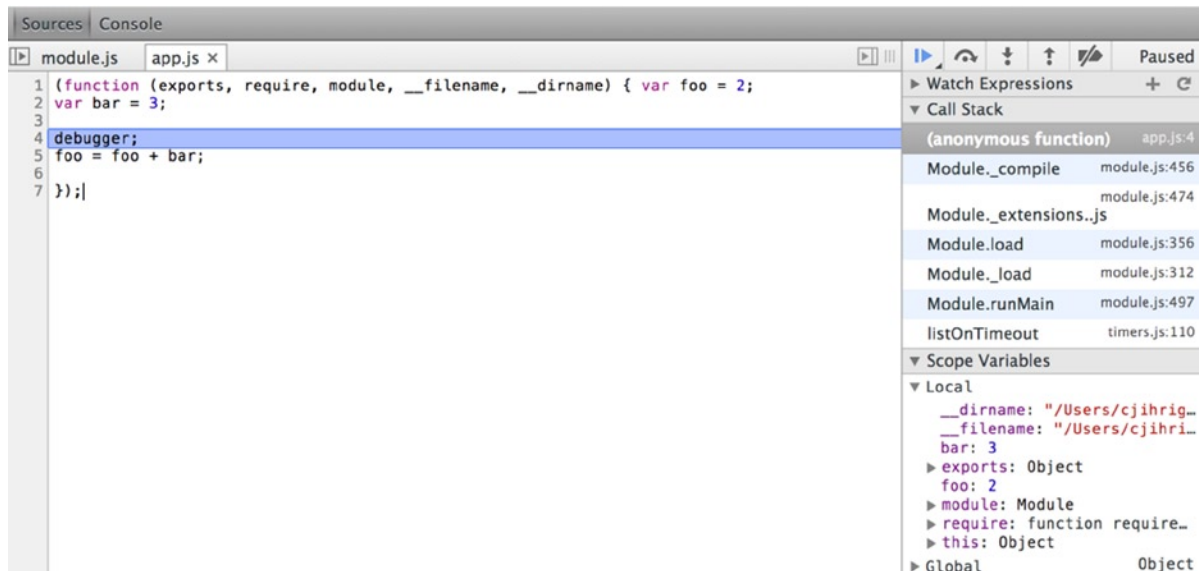 Sources Console
module.js app.js ×
1 (function (exports, require, module, __filename, __dirname) { var foo = 2;
2 var bar = 3;
3
4 debugger;
5 foo = foo + bar;
6
7 });
Paused
Watch Expressions + C
Call Stack
(anonymous function) app.js:4
Module._compile module.js:456
module.js:474
Module._extensions..js
Module.load module.js:356
Module._load module.js:312
Module.runMain module.js:497
listOnTimeout timers.js:110
Scope Variables
Local
__dirname: "/Users/cjihrig…
__filename: "/Users/cjihri…
bar: 3
exports: Object
foo: 2
module: Module
require: function require…
this: Object
Global Object